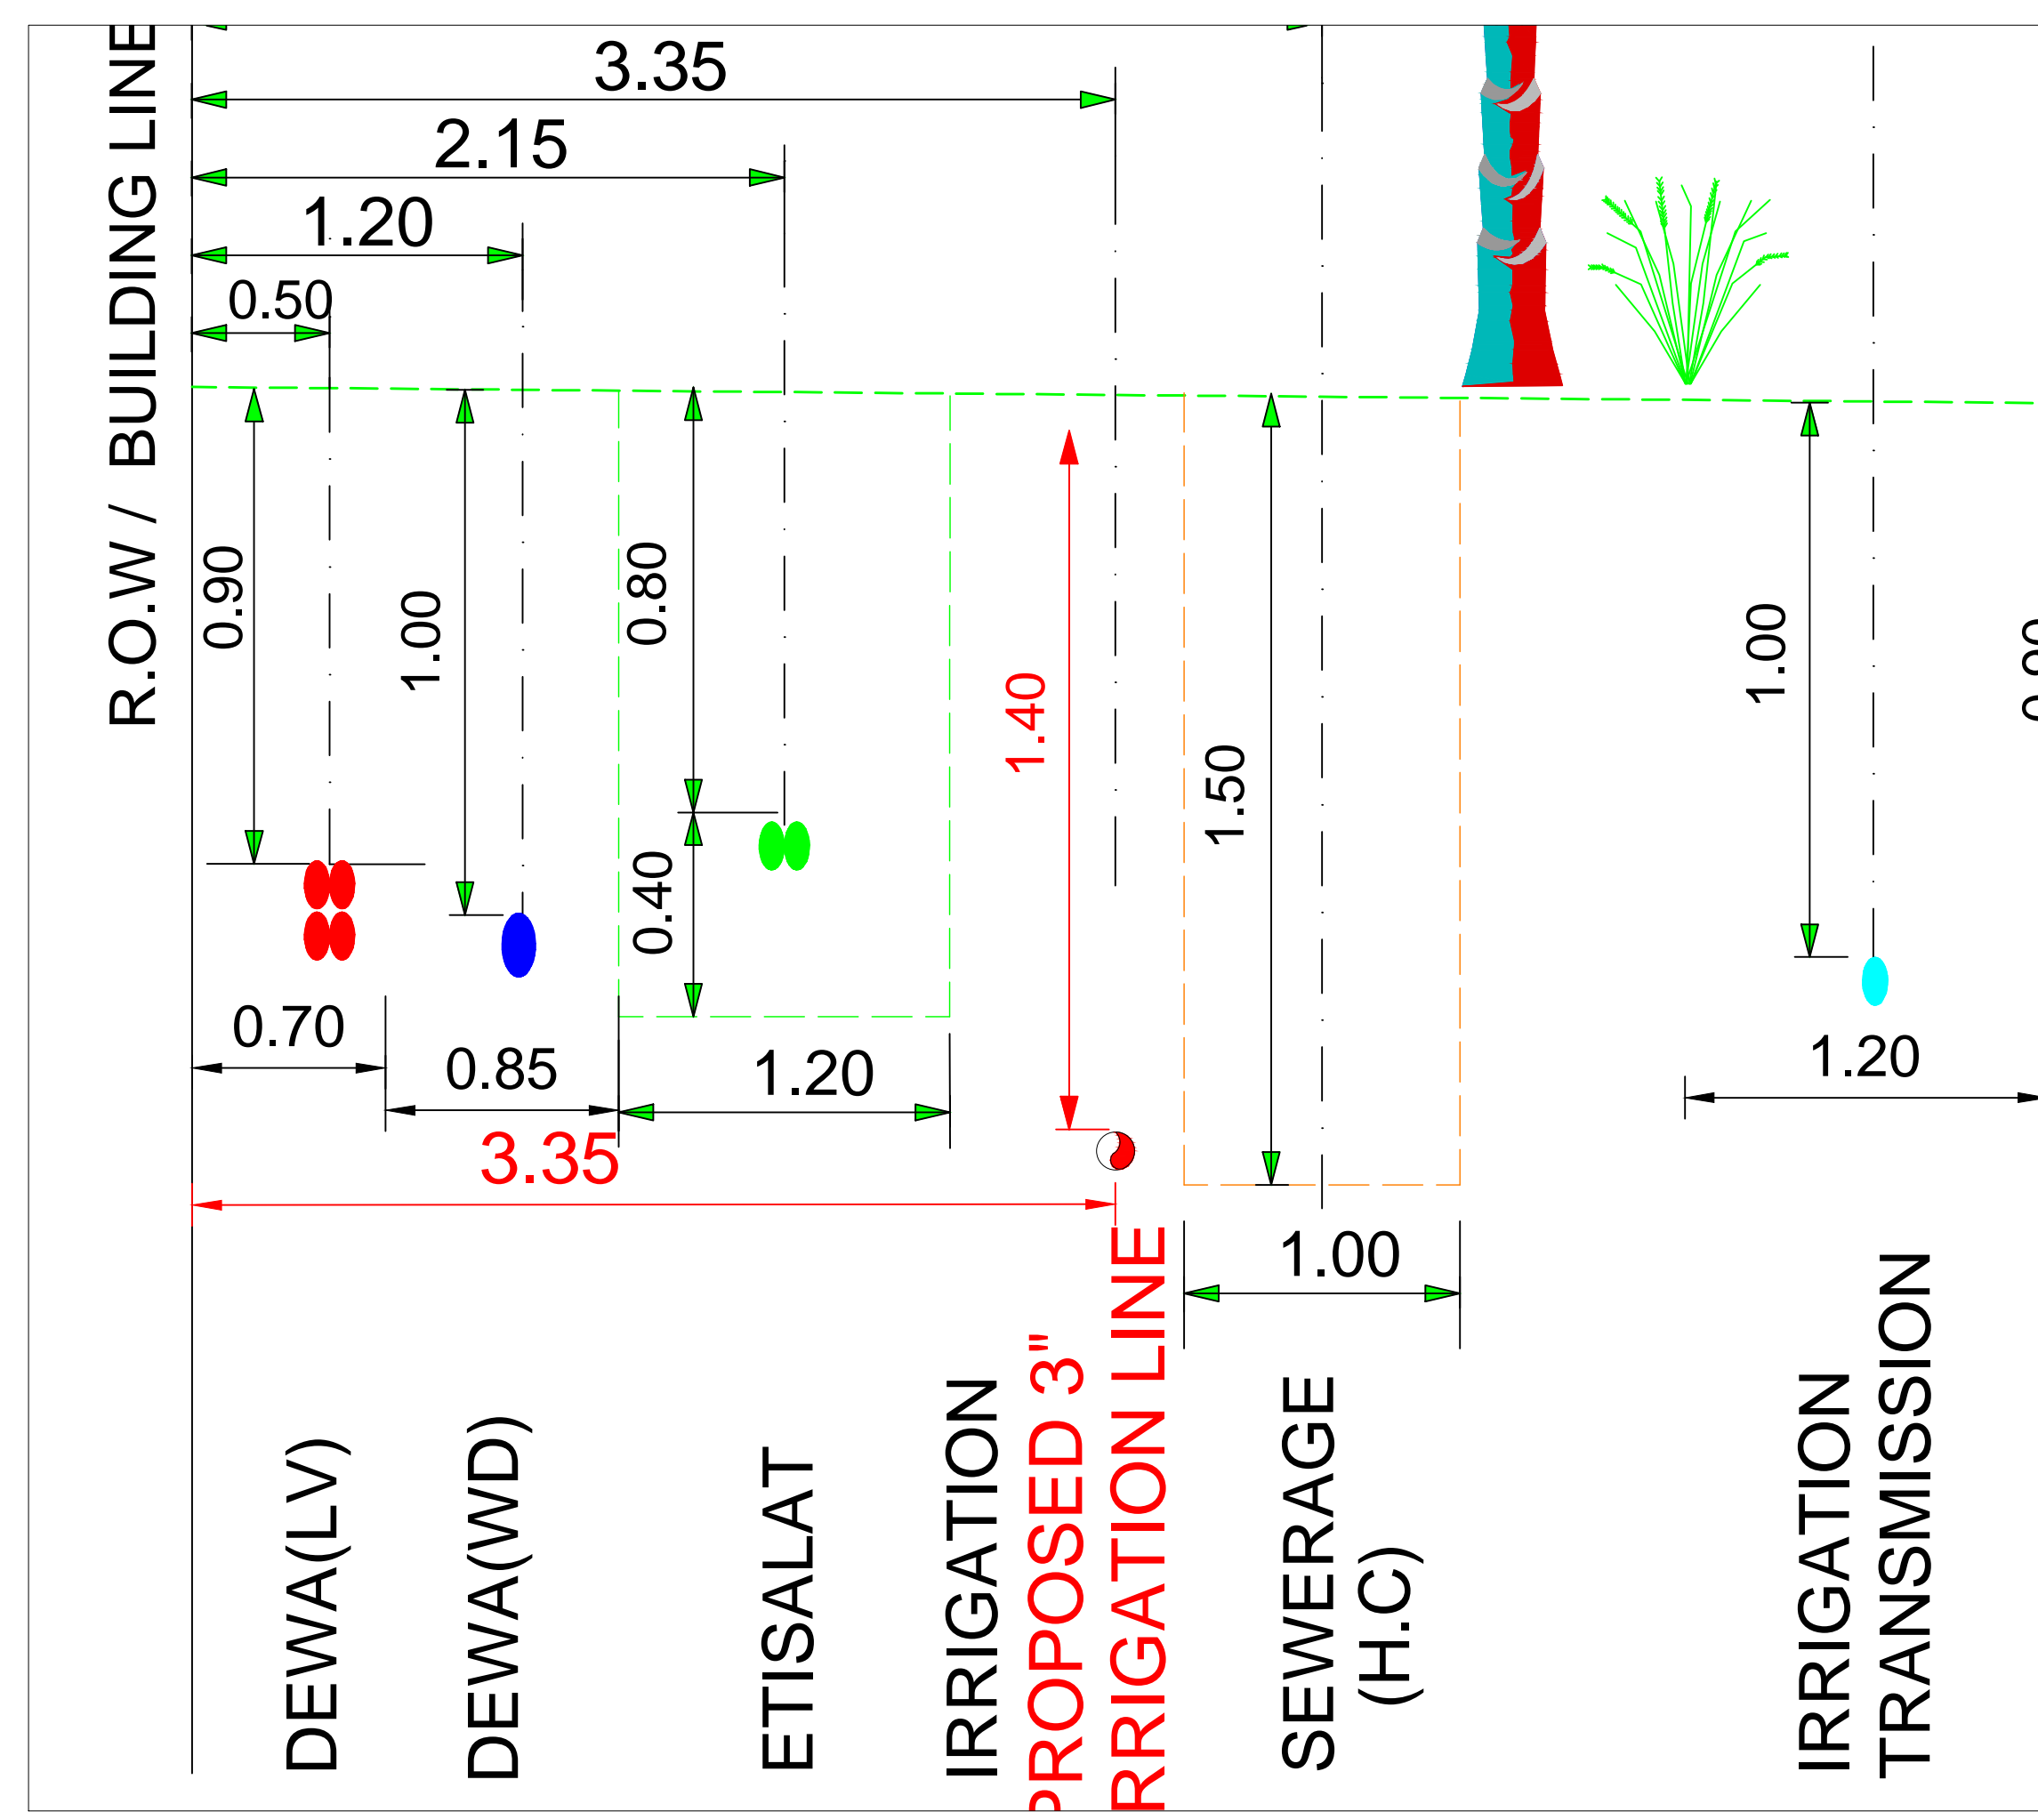 R.O.W / BUILDING LINE
3.35
2.15
1.20
0.50
0.90
1.00
0.80
0.40
1.40
1.50
1.00
0.70
0.85
1.20
3.35
1.00
1.20
DEWA(LV)
DEWA(WD)
ETISALAT
IRRIGATION
PROPOSED 3"
IRRIGATION LINE
SEWERAGE
(H.C)
IRRIGATION
TRANSMISSION